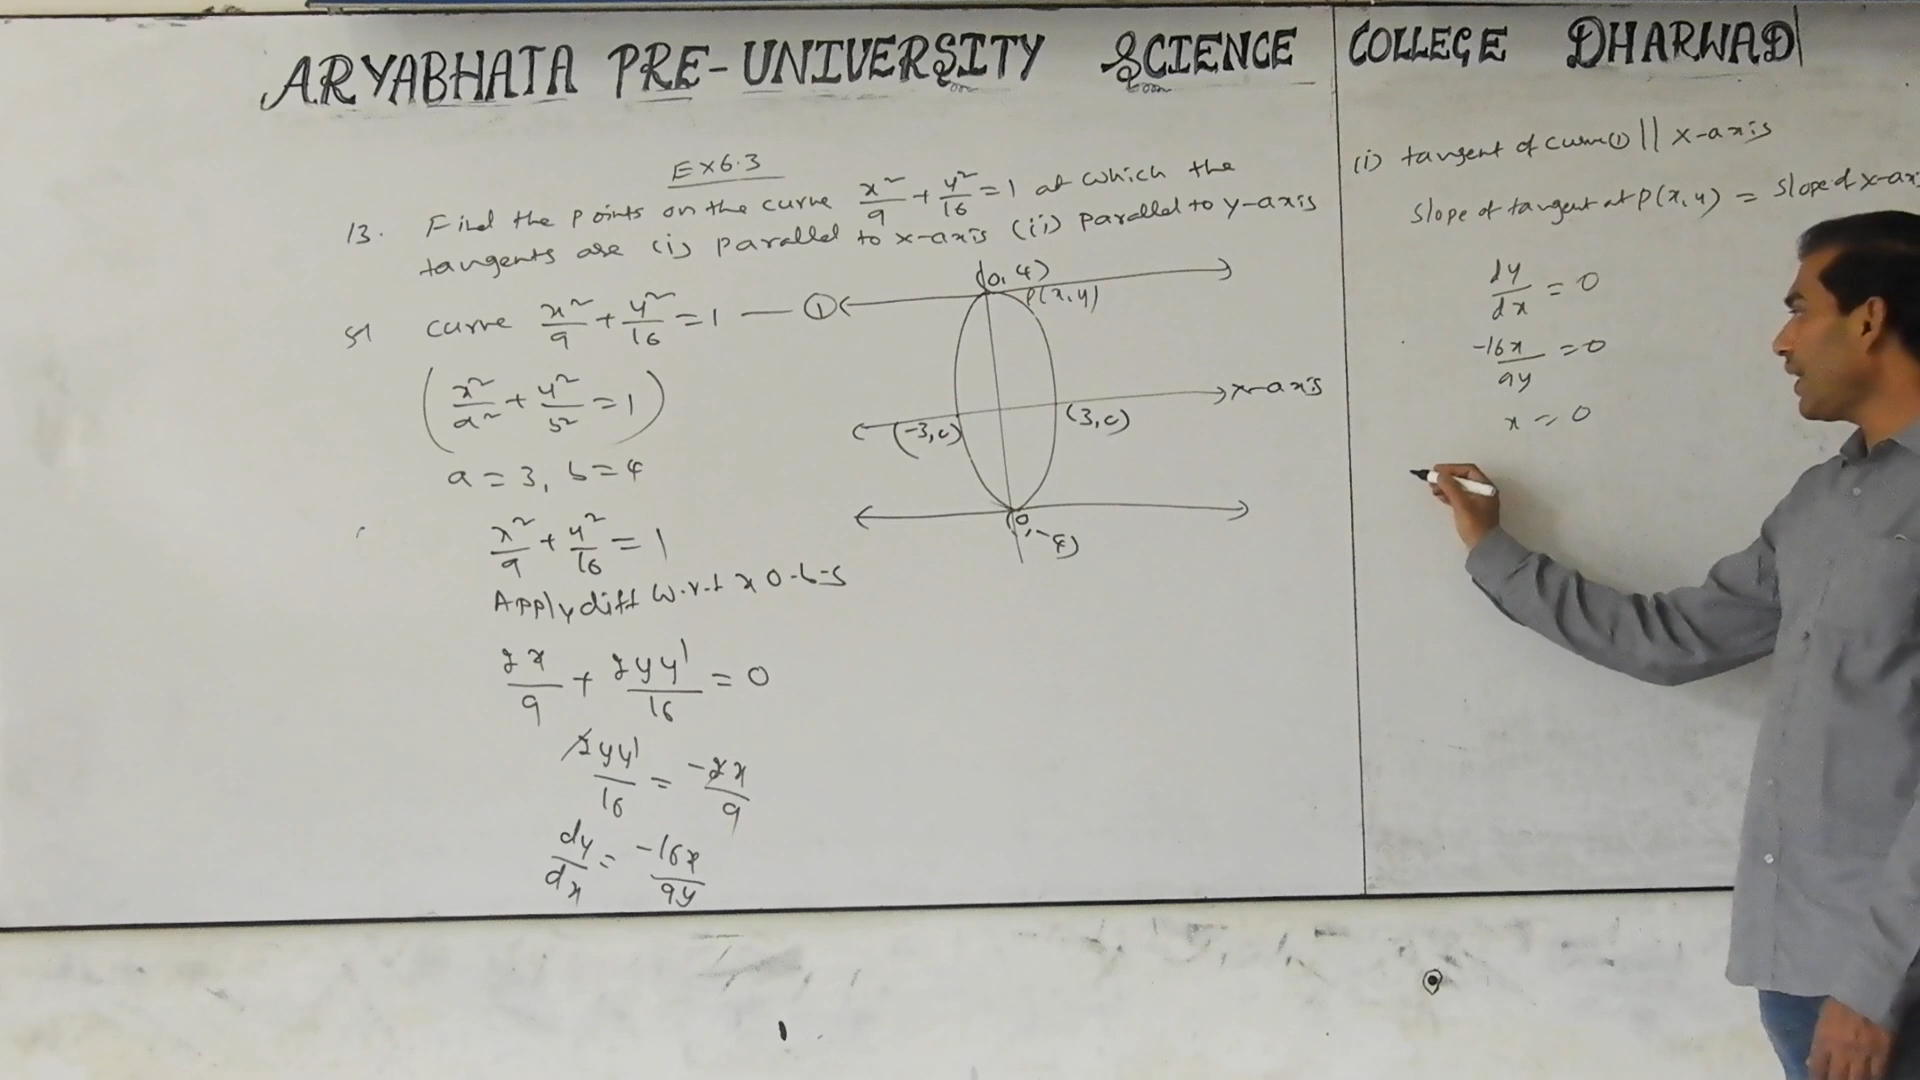 ARYABHATA PRE-UNIVERSITY SCIENCE COLLEGE DHARWAD
EX 6.3
13. Find the points on the curve x²/9 + y²/16 = 1 at which the
tangents are (i) parallel to x-axis (ii) parallel to y-axis
curve x²/9 + y²/16 = 1 — ①
(x²/a² + y²/b² = 1)
a = 3, b = 4
x²/9 + y²/16 = 1
Apply diff w.r.t x o.b.s
2x/9 + 2yy'/16 = 0
2yy'/16 = -2x/9
dy/dx = -16x/9y
(0, 4)
P(x, y)
x-axis
(-3, 0)
(3, 0)
(0, -4)
(i) tangent of curve ① || x-axis
slope of tangent at P(x, y) = slope of x-axis
dy/dx = 0
-16x/9y = 0
x = 0